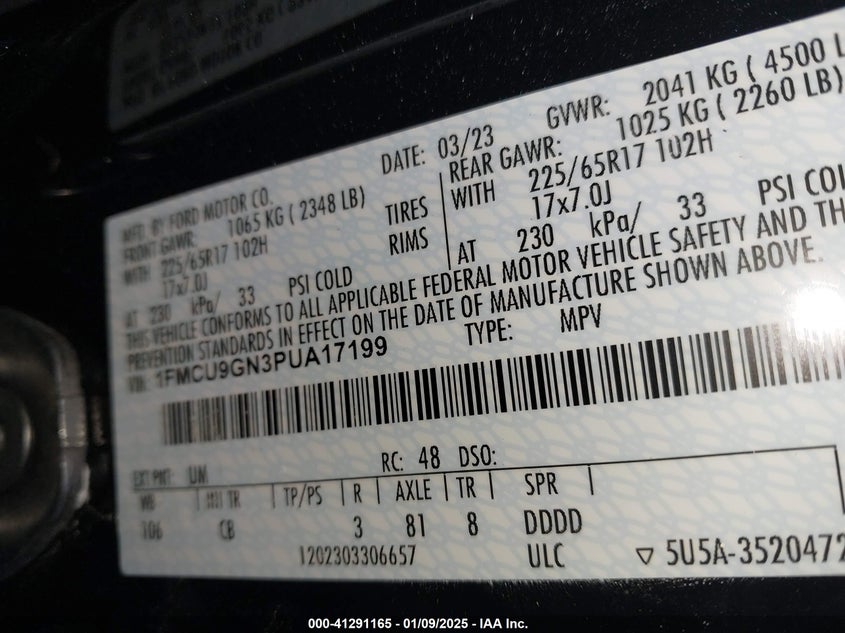 MFD. BY FORD MOTOR CO.
DATE: 03/23 GVWR: 2041 KG ( 4500 L
FRONT GAWR: 1065 KG ( 2348 LB) REAR GAWR: 1025 KG ( 2260 LB)
WITH 225/65R17 102H TIRES WITH 225/65R17 102H
17x7.0J RIMS 17x7.0J
AT 230 kPa/ 33 PSI COLD AT 230 kPa/ 33 PSI COL
THIS VEHICLE CONFORMS TO ALL APPLICABLE FEDERAL MOTOR VEHICLE SAFETY AND TH
PREVENTION STANDARDS IN EFFECT ON THE DATE OF MANUFACTURE SHOWN ABOVE.
VIN: 1FMCU9GN3PUA17199 TYPE: MPV
EXT PNT: UM RC: 48 DSO:
WB INT TR TP/PS R AXLE TR SPR
106 CB 3 81 8 DDDD
1202303306657 ULC ▽ 5U5A-3520472
000-41291165 - 01/09/2025 - IAA Inc.